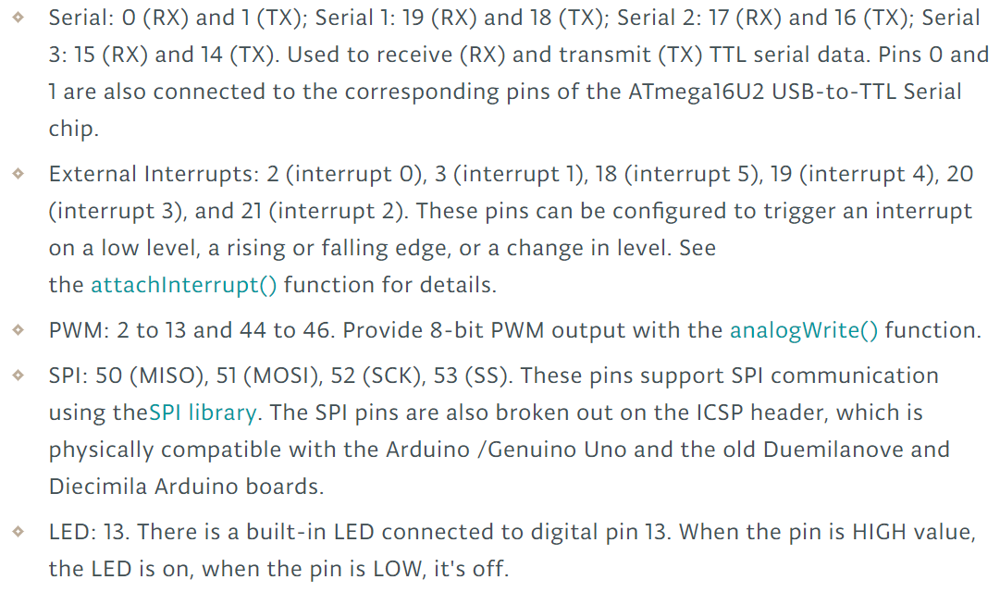 Serial: 0 (RX) and 1 (TX); Serial 1: 19 (RX) and 18 (TX); Serial 2: 17 (RX) and 16 (TX); Serial
3: 15 (RX) and 14 (TX). Used to receive (RX) and transmit (TX) TTL serial data. Pins 0 and
1 are also connected to the corresponding pins of the ATmega16U2 USB-to-TTL Serial
chip.
External Interrupts: 2 (interrupt 0), 3 (interrupt 1), 18 (interrupt 5), 19 (interrupt 4), 20
(interrupt 3), and 21 (interrupt 2). These pins can be configured to trigger an interrupt
on a low level, a rising or falling edge, or a change in level. See
the attachInterrupt() function for details.
PWM: 2 to 13 and 44 to 46. Provide 8-bit PWM output with the analogWrite() function.
SPI: 50 (MISO), 51 (MOSI), 52 (SCK), 53 (SS). These pins support SPI communication
using theSPI library. The SPI pins are also broken out on the ICSP header, which is
physically compatible with the Arduino /Genuino Uno and the old Duemilanove and
Diecimila Arduino boards.
LED: 13. There is a built-in LED connected to digital pin 13. When the pin is HIGH value,
the LED is on, when the pin is LOW, it's off.